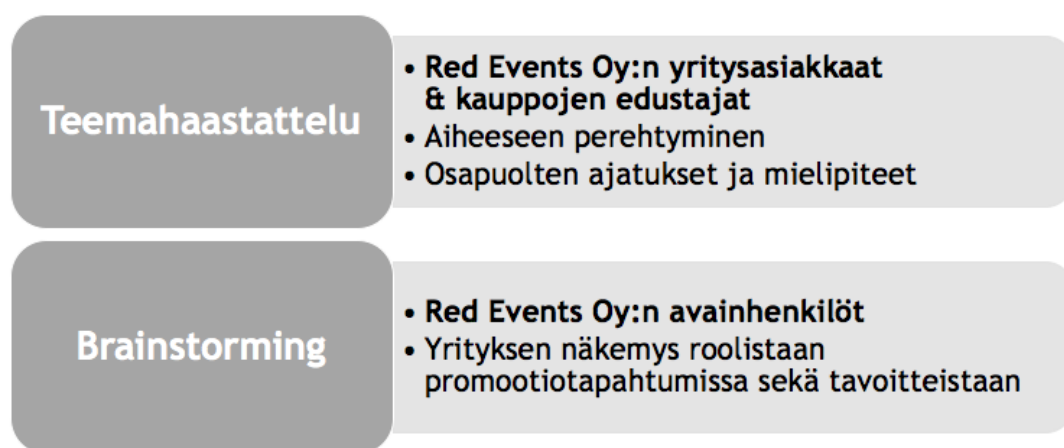 Teemahaastattelu
• Red Events Oy:n yritysasiakkaat
& kauppojen edustajat
• Aiheeseen perehtyminen
• Osapuolten ajatukset ja mielipiteet
Brainstorming
• Red Events Oy:n avainhenkilöt
• Yrityksen näkemys roolistaan
promootiotapahtumissa sekä tavoitteistaan